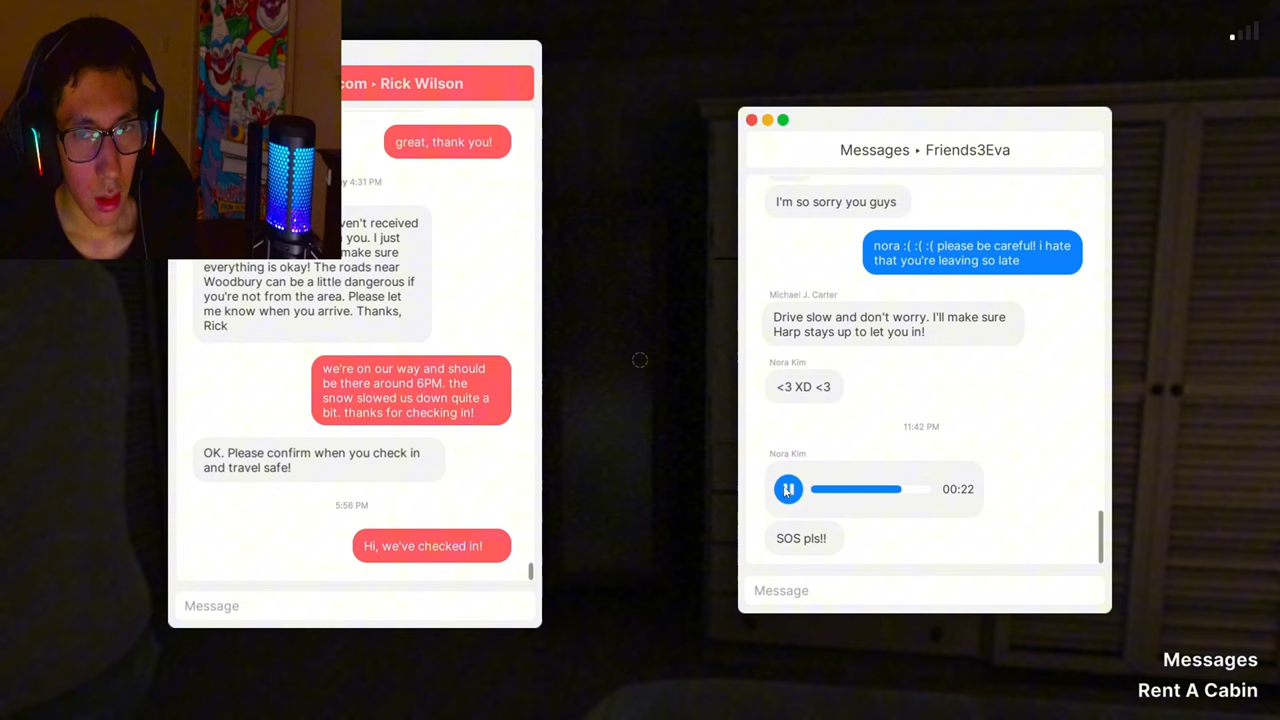 com ▸ Rick Wilson
great, thank you!
4:31 PM
received
you. I just
make sure
everything is okay! The roads near
Woodbury can be a little dangerous if
you're not from the area. Please let
me know when you arrive. Thanks,
Rick
we're on our way and should
be there around 6PM. the
snow slowed us down quite a
bit. thanks for checking in!
OK. Please confirm when you check in
and travel safe!
5:56 PM
Hi, we've checked in!
Message
Messages ▸ Friends3Eva
I'm so sorry you guys
nora :( :( :( please be careful! i hate
that you're leaving so late
Michael J. Carter
Drive slow and don't worry. I'll make sure
Harp stays up to let you in!
Nora Kim
<3 XD <3
11:42 PM
Nora Kim
00:22
SOS pls!!
Message
Messages
Rent A Cabin